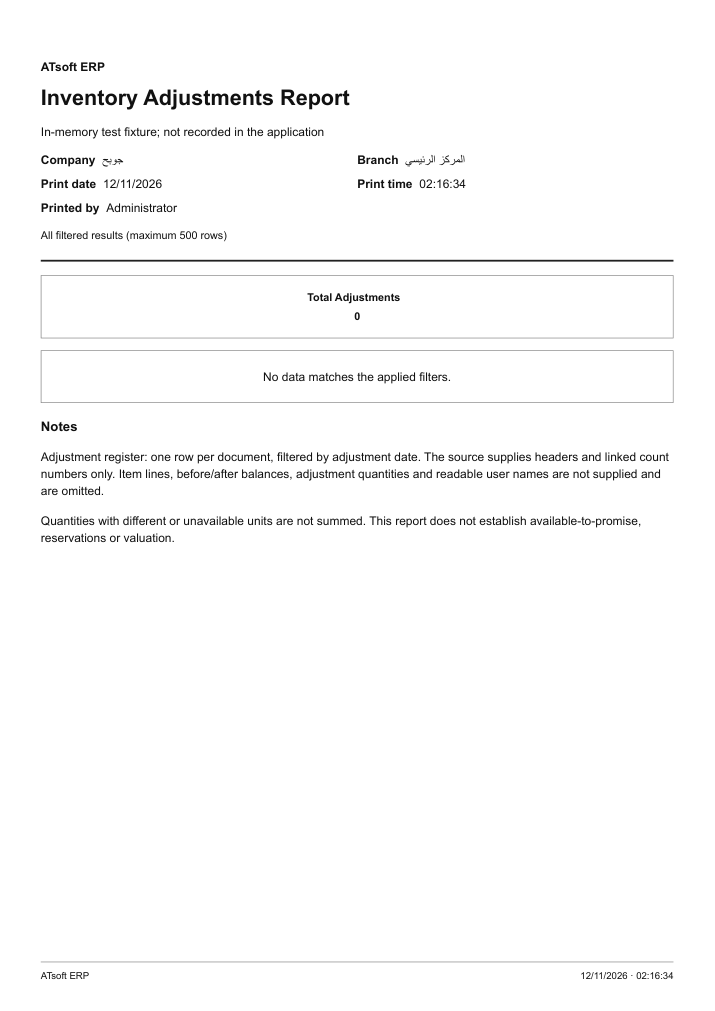 ATsoft ERP
Inventory Adjustments Report
In-memory test fixture; not recorded in the application
Company جويح Branch المركز الرئيسي
Print date 12/11/2026 Print time 02:16:34
Printed by Administrator
All filtered results (maximum 500 rows)
Total Adjustments
0
No data matches the applied filters.
Notes
Adjustment register: one row per document, filtered by adjustment date. The source supplies headers and linked count
numbers only. Item lines, before/after balances, adjustment quantities and readable user names are not supplied and
are omitted.
Quantities with different or unavailable units are not summed. This report does not establish available-to-promise,
reservations or valuation.
ATsoft ERP 12/11/2026 · 02:16:34